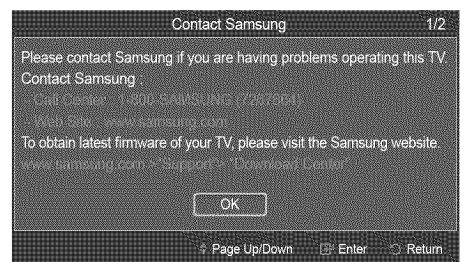 Contact Samsung 1/2
Please contact Samsung if you are having problems operating this TV.
Contact Samsung :
- Call Center : 1-800-SAMSUNG (7267864)
- Web Site : www.samsung.com
To obtain latest firmware of your TV, please visit the Samsung website.
www.samsung.com > "Support"> "Download Center"
OK
Page Up/Down Enter Return